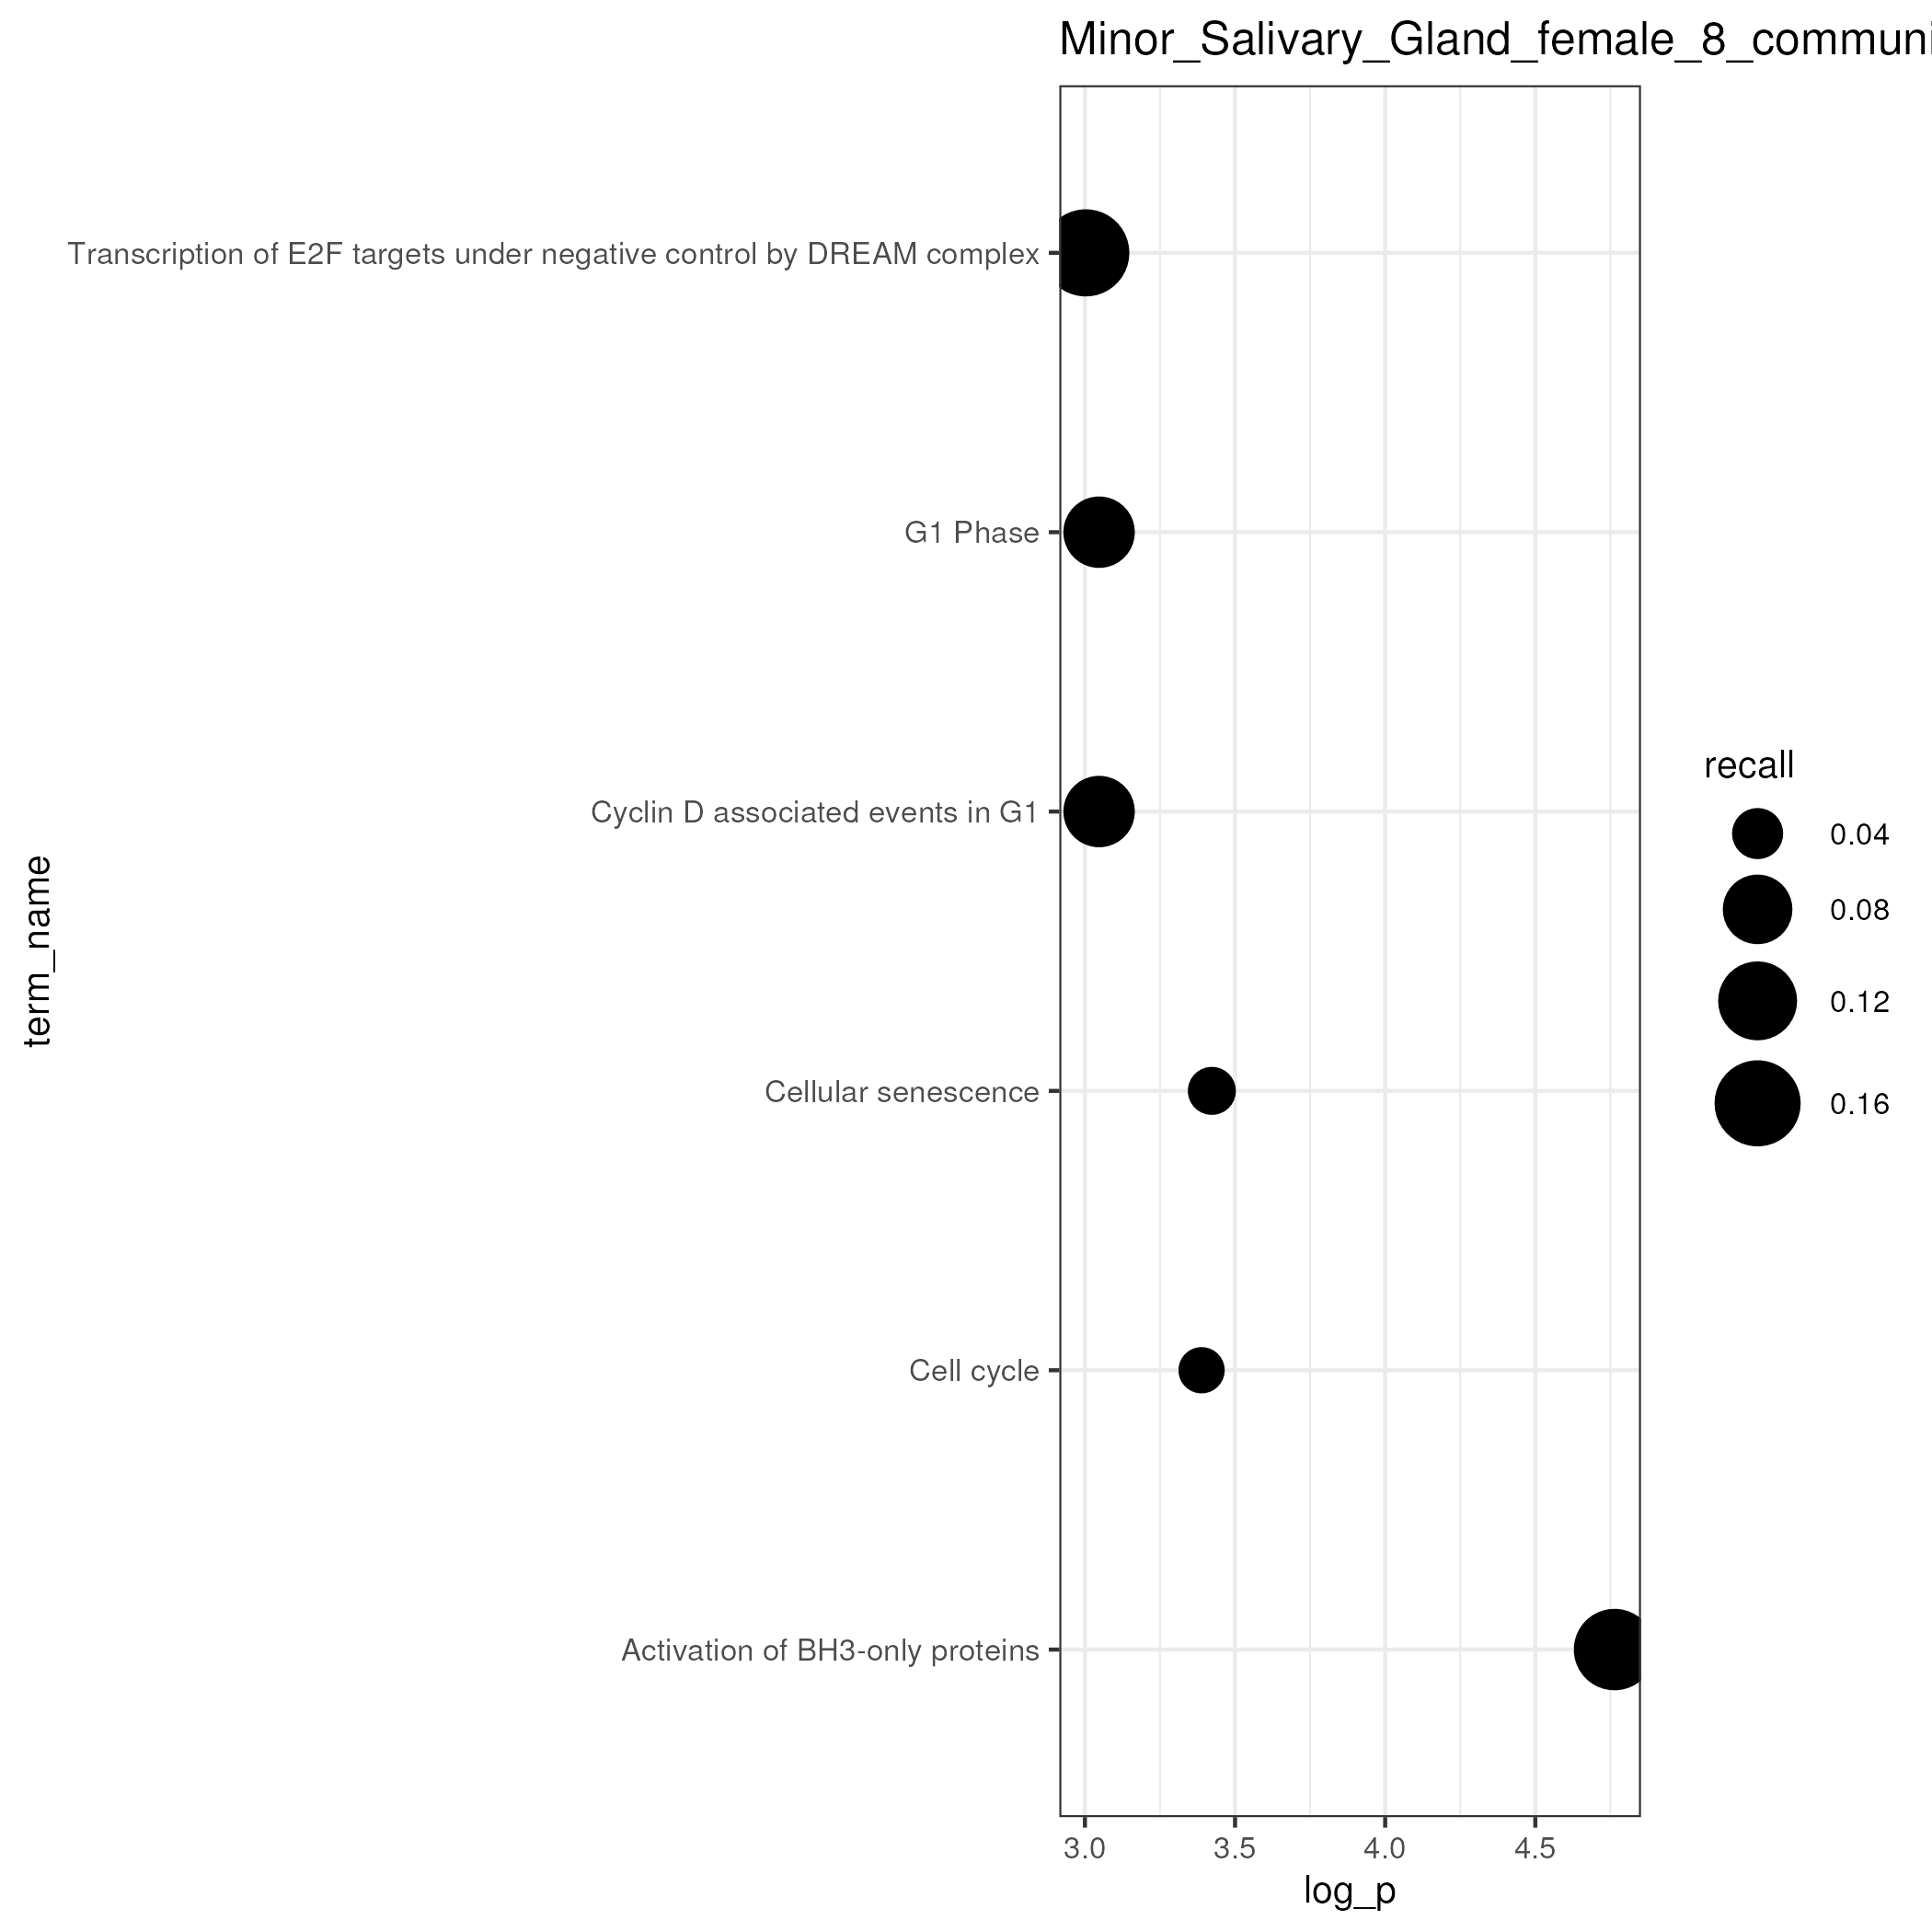 Minor_Salivary_Gland_female_8_communi
Transcription of E2F targets under negative control by DREAM complex
G1 Phase
Cyclin D associated events in G1
Cellular senescence
Cell cycle
Activation of BH3-only proteins
term_name
3.0 3.5 4.0 4.5
log_p
recall
0.04
0.08
0.12
0.16